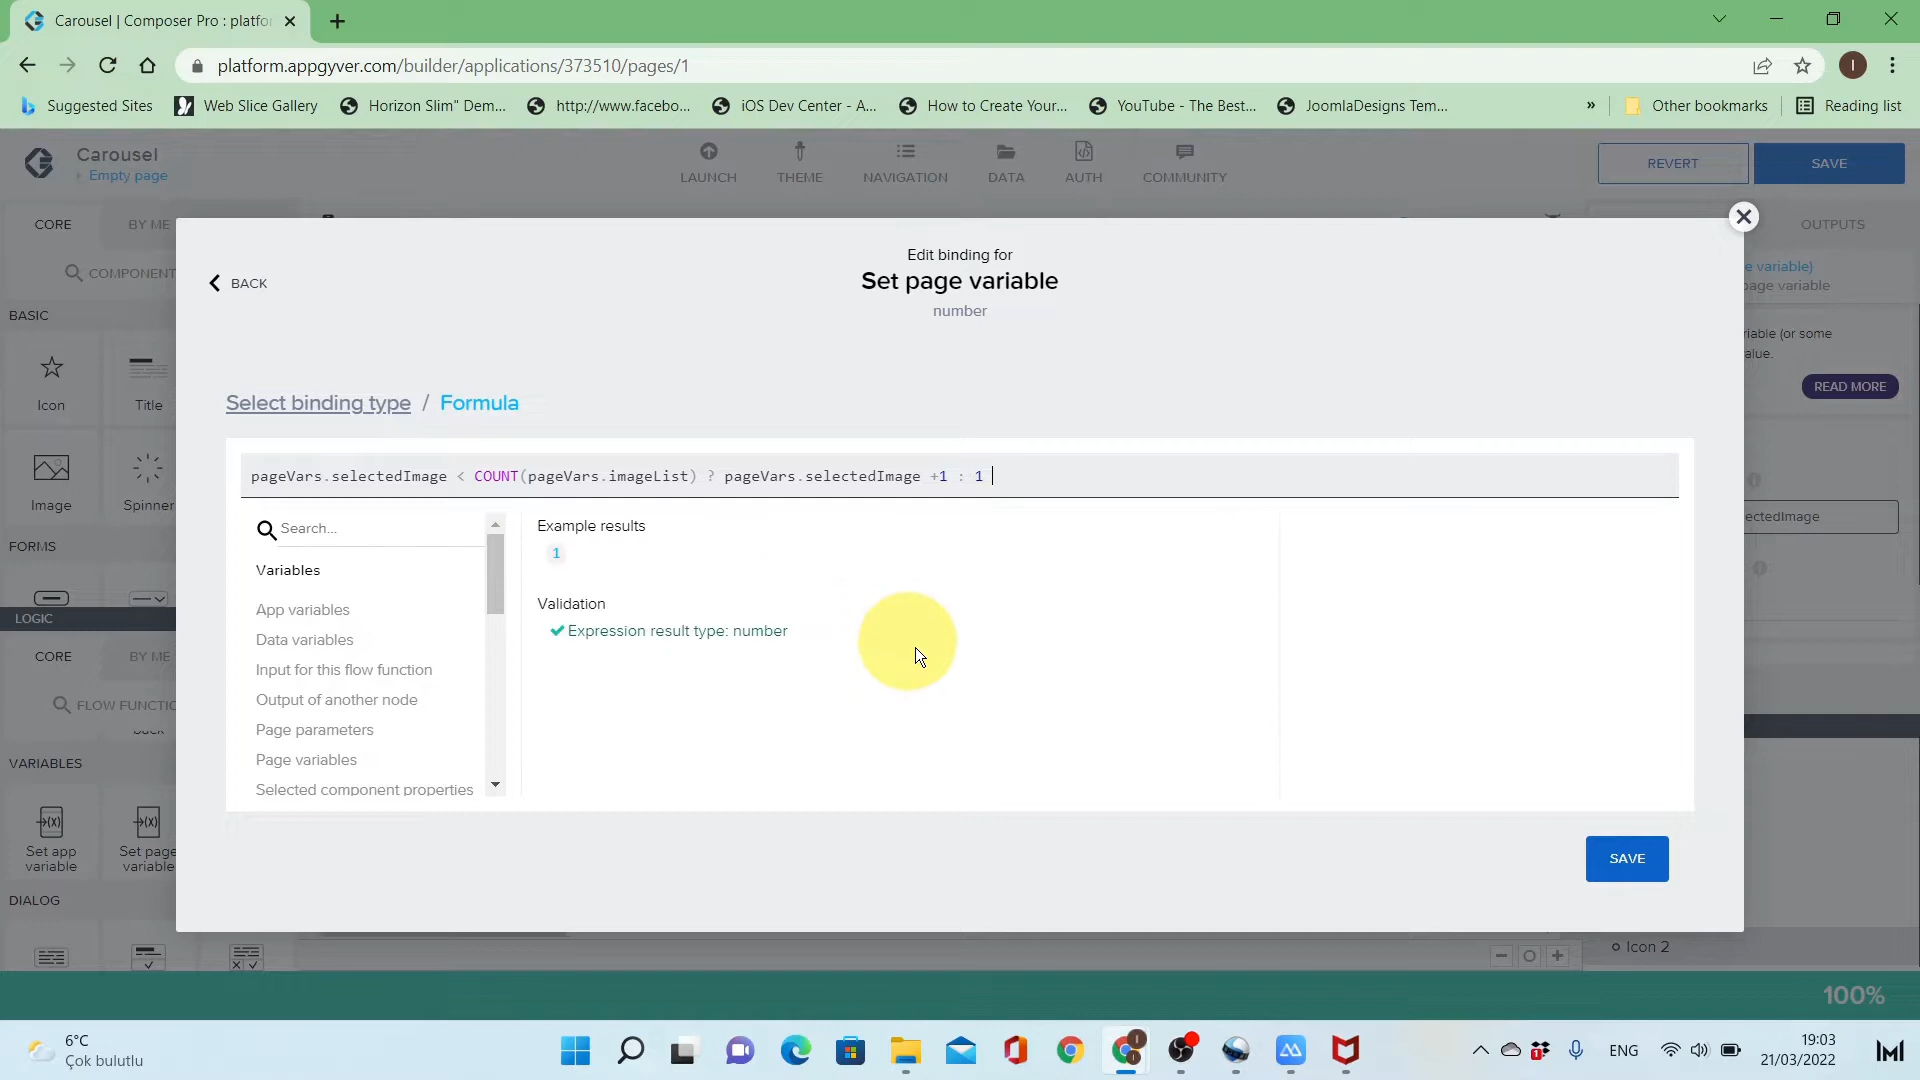 Carousel | Composer Pro : platfo
platform.appgyver.com/builder/applications/373510/pages/1
I
Suggested Sites
Web Slice Gallery
Horizon Slim" Dem...
http://www.facebo...
iOS Dev Center - A...
How to Create Your...
YouTube - The Best...
JoomlaDesigns Tem...
»
Other bookmarks
Reading list
Carousel
Empty page
LAUNCH
THEME
NAVIGATION
DATA
AUTH
COMMUNITY
REVERT
SAVE
CORE
BY ME
OUTPUTS
COMPONENT
Edit binding for
Set page variable
number
BACK
e variable)
page variable
BASIC
Icon
Title
riable (or some
alue.
READ MORE
Select binding type / Formula
pageVars.selectedImage < COUNT(pageVars.imageList) ? pageVars.selectedImage +1 : 1
Image
Spinner
ectedImage
Search...
Example results
1
FORMS
Variables
Validation
Expression result type: number
App variables
Data variables
Input for this flow function
Output of another node
Page parameters
Page variables
Selected component properties
LOGIC
CORE
BY ME
FLOW FUNCTIO
back
VARIABLES
Set app
variable
Set page
variable
SAVE
DIALOG
Icon 2
100%
6°C
Çok bulutlu
1
ENG
19:03
21/03/2022